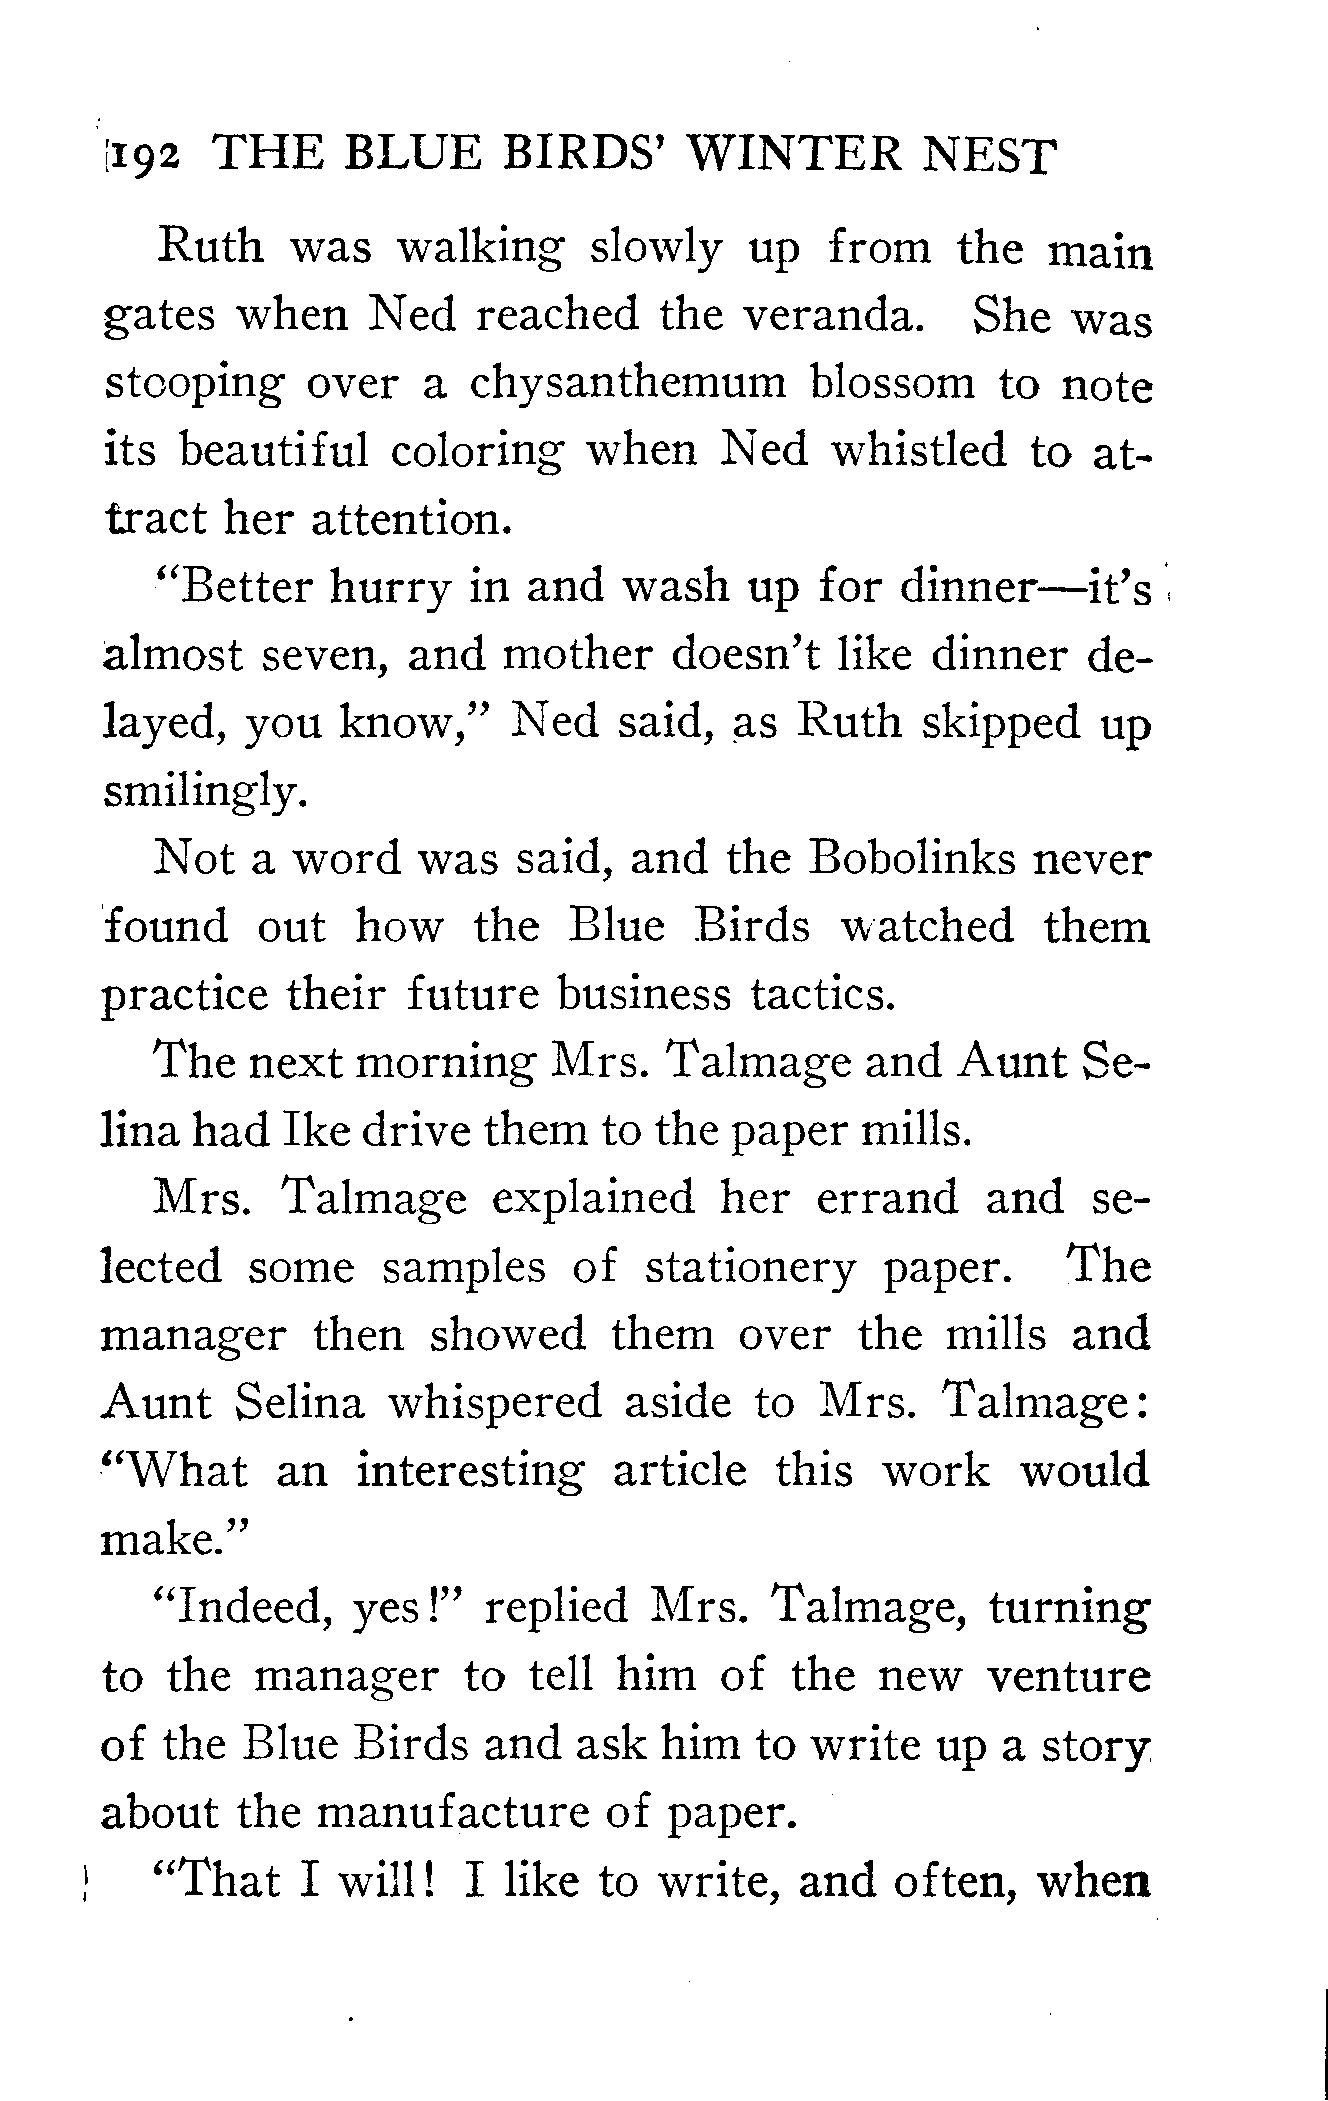 192 THE BLUE BIRDS' WINTER NEST
Ruth was walking slowly up from the main
gates when Ned reached the veranda. She was
stooping over a chysanthemum blossom to note
its beautiful coloring when Ned whistled to at-
tract her attention.
"Better hurry in and wash up for dinner—it's
almost seven, and mother doesn't like dinner de-
layed, you know," Ned said, as Ruth skipped up
smilingly.
Not a word was said, and the Bobolinks never
found out how the Blue Birds watched them
practice their future business tactics.
The next morning Mrs. Talmage and Aunt Se-
lina had Ike drive them to the paper mills.
Mrs. Talmage explained her errand and se-
lected some samples of stationery paper. The
manager then showed them over the mills and
Aunt Selina whispered aside to Mrs. Talmage:
"What an interesting article this work would
make."
"Indeed, yes!" replied Mrs. Talmage, turning
to the manager to tell him of the new venture
of the Blue Birds and ask him to write up a story
about the manufacture of paper.
"That I will! I like to write, and often, when